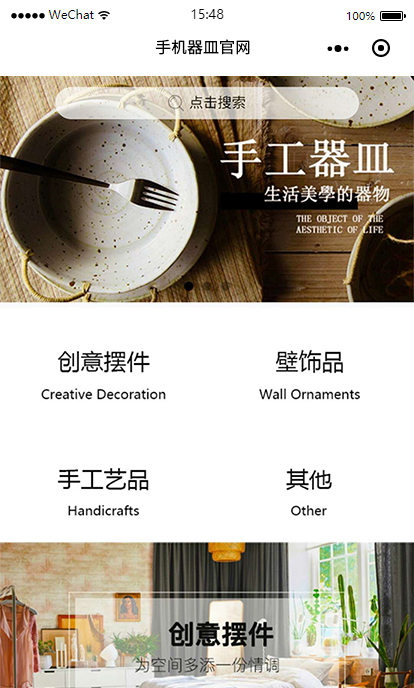 WeChat 15:48 100%
手机器皿官网
点击搜索
手工器皿
生活美學的器物
THE OBJECT OF THE
AESTHETIC OF LIFE
创意摆件 壁饰品
Creative Decoration Wall Ornaments
手工艺品 其他
Handicrafts Other
创意摆件
为空间多添一份情调